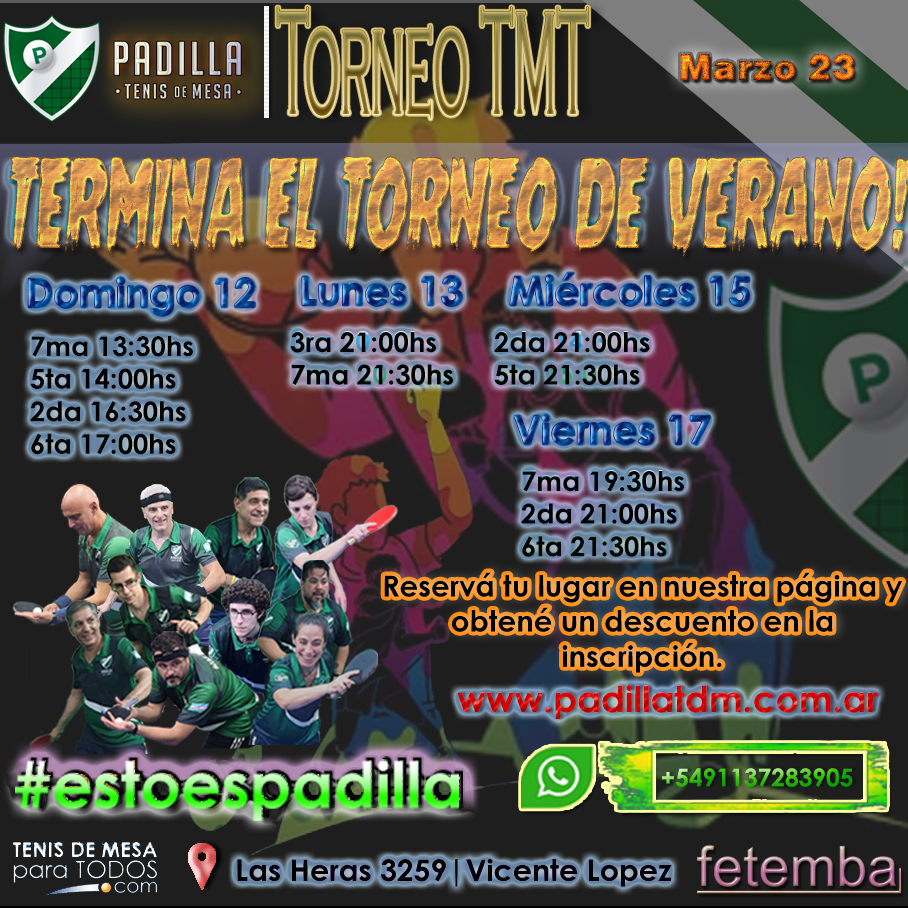 P
PADILLA
• TENIS DE MESA •
TORNEO TMT
Marzo 23
TERMINA EL TORNEO DE VERANO!
Domingo 12
7ma 13:30hs
5ta 14:00hs
2da 16:30hs
6ta 17:00hs
Lunes 13
3ra 21:00hs
7ma 21:30hs
Miércoles 15
2da 21:00hs
5ta 21:30hs
Viernes 17
7ma 19:30hs
2da 21:00hs
6ta 21:30hs
P
Reservá tu lugar en nuestra página y
obtené un descuento en la
inscripción.
www.padillatdm.com.ar
#estoespadilla
+5491137283905
TENIS DE MESA
para TODOS
.com
Las Heras 3259|Vicente Lopez
fetemba